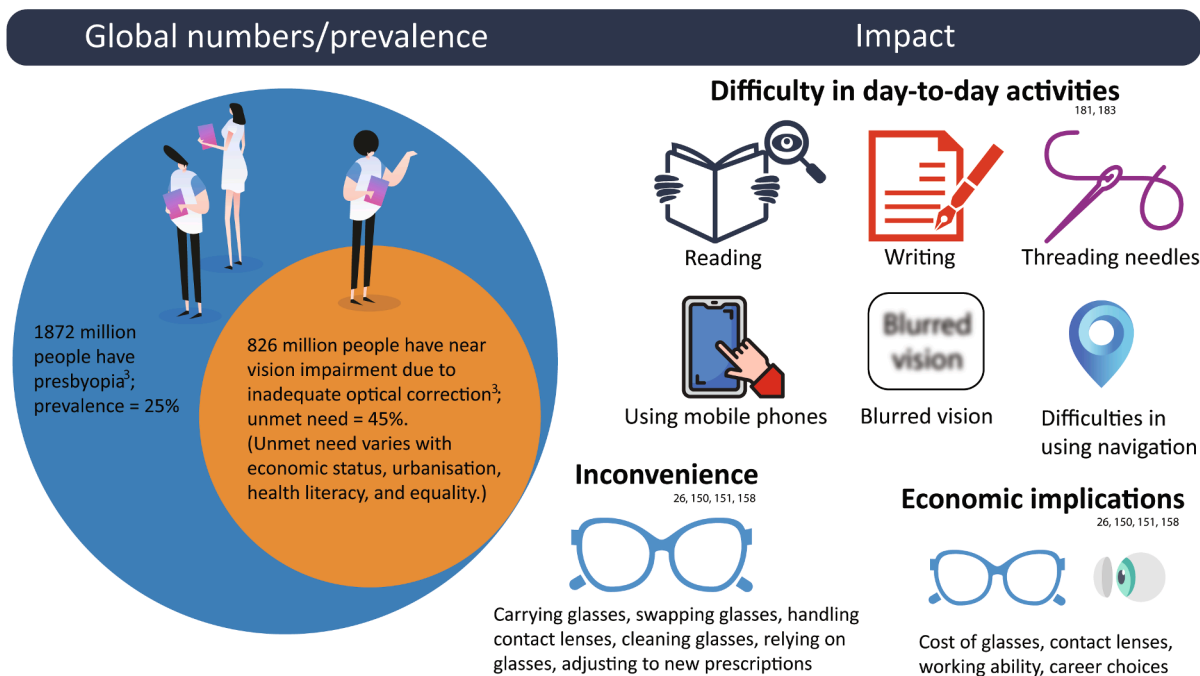 Global numbers/prevalence
Impact
1872 million
people have
presbyopia³;
prevalence = 25%
826 million people have near
vision impairment due to
inadequate optical correction³;
unmet need = 45%.
(Unmet need varies with
economic status, urbanisation,
health literacy, and equality.)
Difficulty in day-to-day activities
181, 183
Reading
Writing
Threading needles
Using mobile phones
Blurred
vision
Blurred vision
Difficulties in
using navigation
Inconvenience
26, 150, 151, 158
Carrying glasses, swapping glasses, handling
contact lenses, cleaning glasses, relying on
glasses, adjusting to new prescriptions
Economic implications
26, 150, 151, 158
Cost of glasses, contact lenses,
working ability, career choices